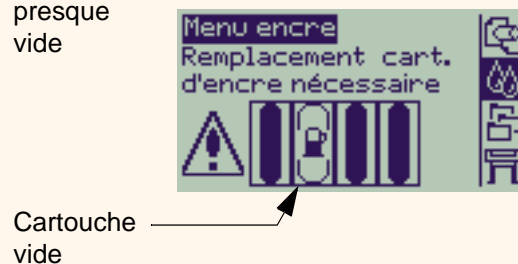 presque
vide
Menu encre
Remplacement cart.
d'encre nécessaire
Cartouche
vide